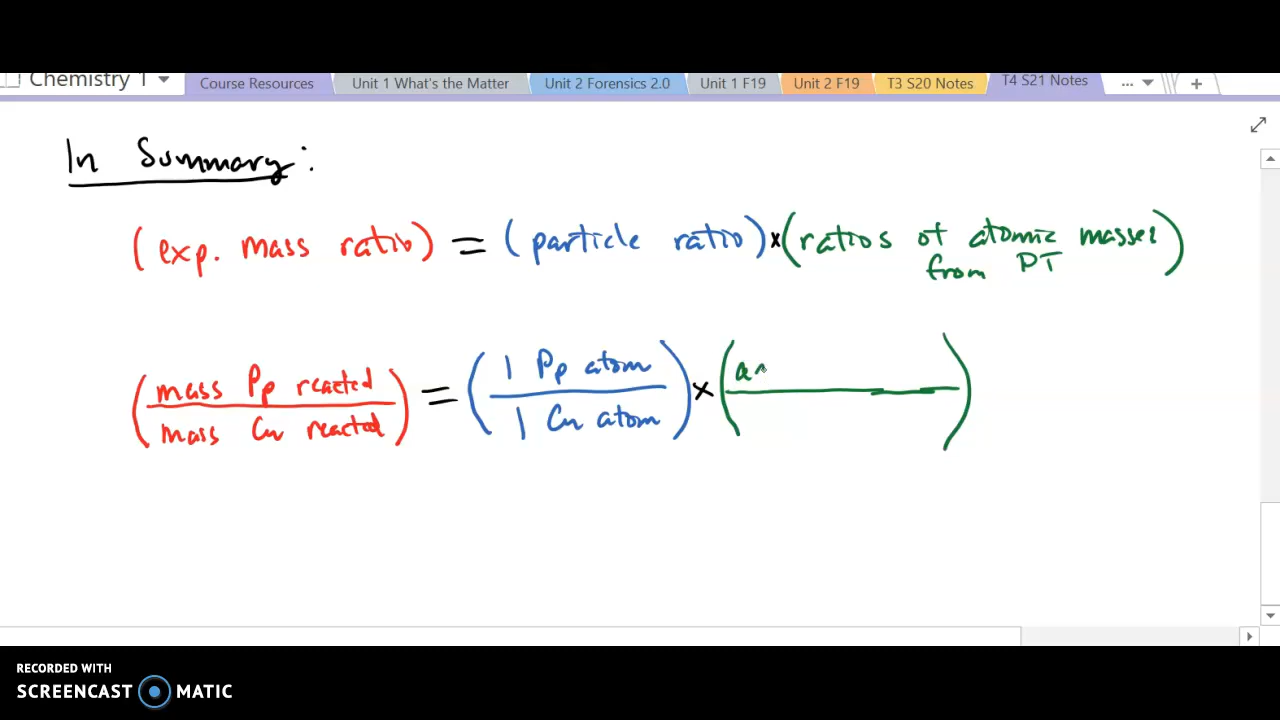 Chemistry 1 Course Resources Unit 1 What's the Matter Unit 2 Forensics 2.0 Unit 1 F19 Unit 2 F19 T3 S20 Notes T4 S21 Notes ... +
In Summary:
(exp. mass ratio) = (particle ratio) × (ratios of atomic masses
from PT)
(mass Pp reacted / mass Cu reacted) = (1 Pp atom / 1 Cu atom) × (a
RECORDED WITH
SCREENCAST MATIC